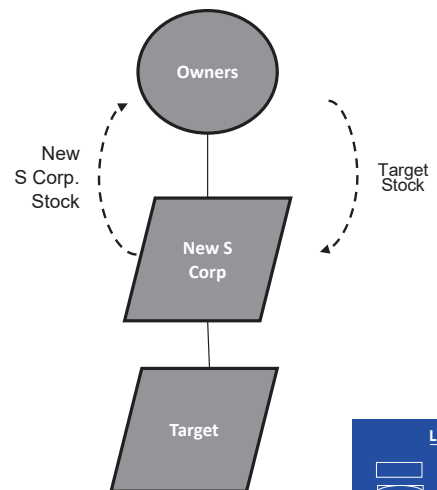 Owners
New
S Corp.
Stock
Target
Stock
New S
Corp
Target
L